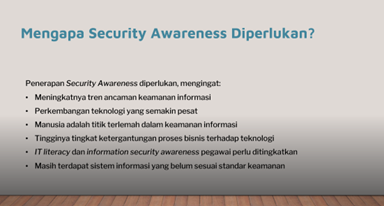 Mengapa Security Awareness Diperlukan?
Penerapan Security Awareness diperlukan, mengingat:
• Meningkatnya tren ancaman keamanan informasi
• Perkembangan teknologi yang semakin pesat
• Manusia adalah titik terlemah dalam keamanan informasi
• Tingginya tingkat ketergantungan proses bisnis terhadap teknologi
• IT literacy dan information security awareness pegawai perlu ditingkatkan
• Masih terdapat sistem informasi yang belum sesuai standar keamanan